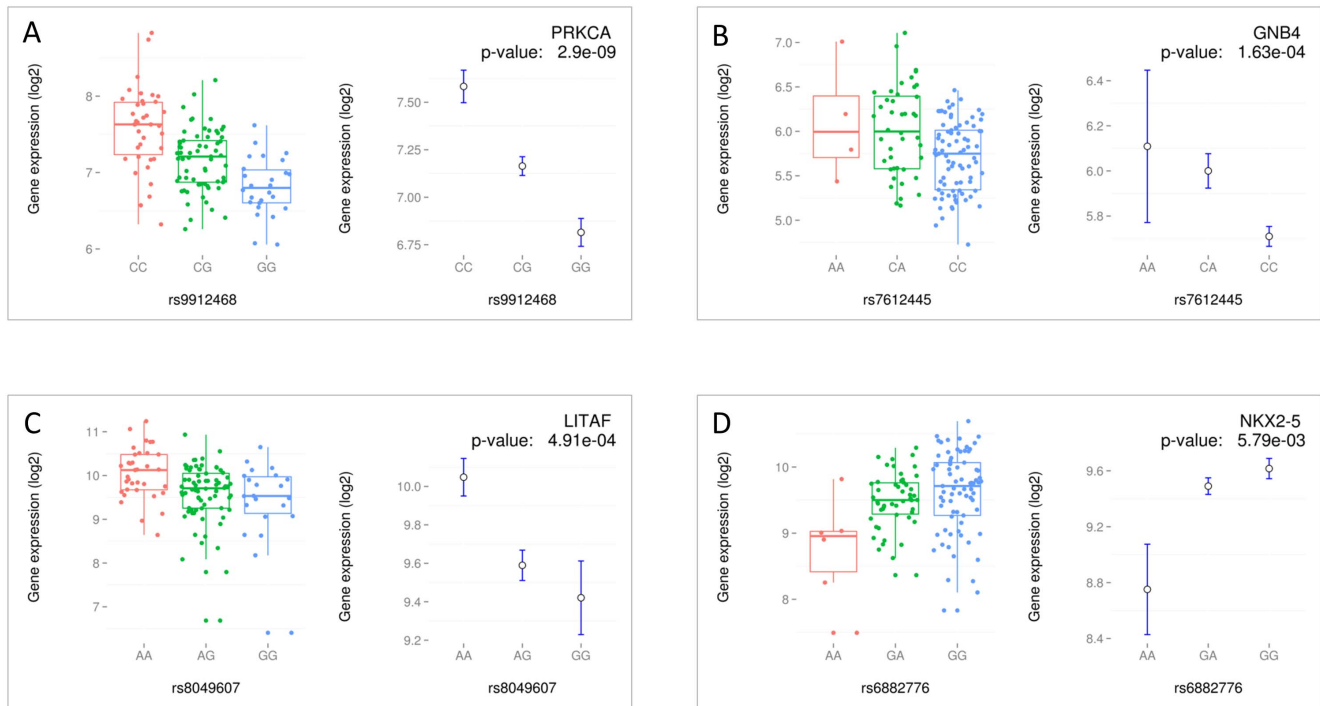 A
PRKCA
p-value: 2.9e-09
Gene expression (log2)
8
7
6
CC CG GG
rs9912468
Gene expression (log2)
7.50
7.25
7.00
6.75
CC CG GG
rs9912468
B
GNB4
p-value: 1.63e-04
Gene expression (log2)
7.0
6.5
6.0
5.5
5.0
AA CA CC
rs7612445
Gene expression (log2)
6.4
6.2
6.0
5.8
AA CA CC
rs7612445
C
LITAF
p-value: 4.91e-04
Gene expression (log2)
11
10
9
8
7
AA AG GG
rs8049607
Gene expression (log2)
10.0
9.8
9.6
9.4
9.2
AA AG GG
rs8049607
D
NKX2-5
p-value: 5.79e-03
Gene expression (log2)
10
9
8
AA GA GG
rs6882776
Gene expression (log2)
9.6
9.2
8.8
8.4
AA GA GG
rs6882776